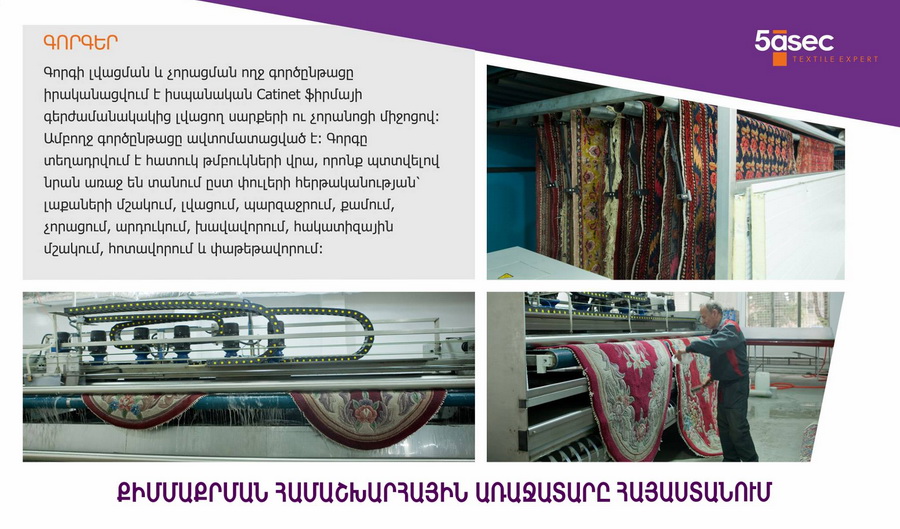 ԳՈՐԳԵՐ
Գորգի լվացման և չորացման ողջ գործընթացը
իրականացվում է իսպանական Catinet ֆիրմայի
գերժամանակակից լվացող սարքերի ու չորանոցի միջոցով:
Ամբողջ գործընթացը ավտոմատացված է: Գորգը
տեղադրվում է հատուկ թմբուկների վրա, որոնք պտտվելով
նրան առաջ են տանում ըստ փուլերի հերթականության՝
լաքաների մշակում, լվացում, պարզաջրում, քամում,
չորացում, արդուկում, խավավորում, հակատիզային
մշակում, հոտավորում և փաթեթավորում:
5àsec
TEXTILE EXPERT
ՔԻՄՄԱՔՐՄԱՆ ՀԱՄԱՇԽԱՐՀԱՅԻՆ ԱՌԱՋԱՏԱՐԸ ՀԱՅԱՍՏԱՆՈՒՄ